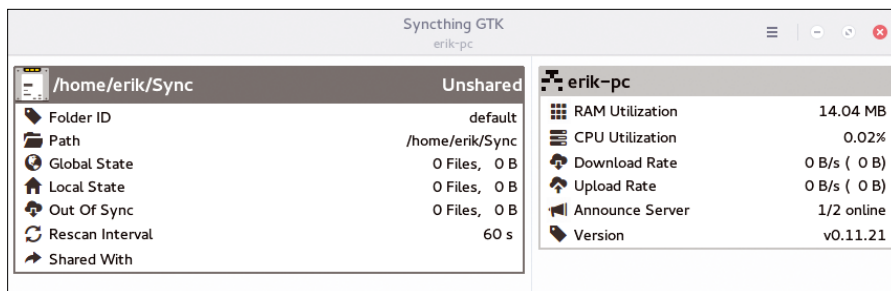 Syncthing GTK
erik-pc
/home/erik/Sync Unshared
Folder ID default
Path /home/erik/Sync
Global State 0 Files, 0 B
Local State 0 Files, 0 B
Out Of Sync 0 Files, 0 B
Rescan Interval 60 s
Shared With
erik-pc
RAM Utilization 14.04 MB
CPU Utilization 0.02%
Download Rate 0 B/s ( 0 B)
Upload Rate 0 B/s ( 0 B)
Announce Server 1/2 online
Version v0.11.21